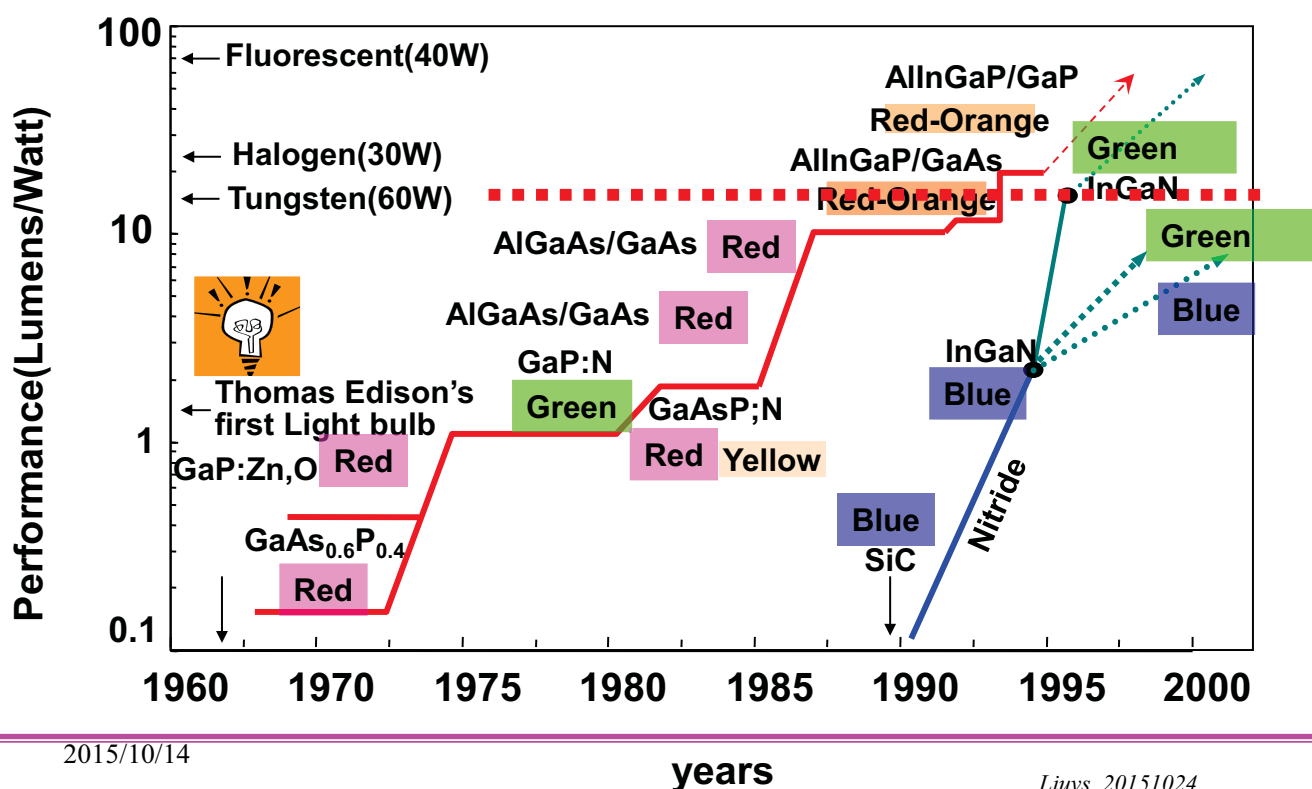 100
Fluorescent(40W)
AlInGaP/GaP
Red-Orange
Halogen(30W)
AlInGaP/GaAs
Green
Tungsten(60W)
Red-Orange
InGaN
10
AlGaAs/GaAs
Red
Green
AlGaAs/GaAs
Red
Blue
GaP:N
InGaN
Thomas Edison's
first Light bulb
Green
GaAsP;N
Blue
1
GaP:Zn,O
Red
Red
Yellow
Nitride
Blue
SiC
GaAs0.6P0.4
Red
0.1
Performance(Lumens/Watt)
1960
1970
1975
1980
1985
1990
1995
2000
2015/10/14
years
Liuys_20151024